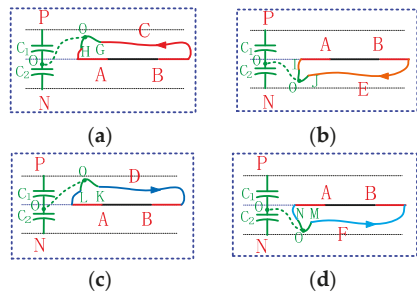 P O C
C₁ H G
O
C₂ A B
N
(a)
P A B
C₁
O I
C₂ O J E
N
(b)
P O D
C₁ L K
O
C₂ A B
N
(c)
P A B
C₁
O N M
C₂ O F
N
(d)